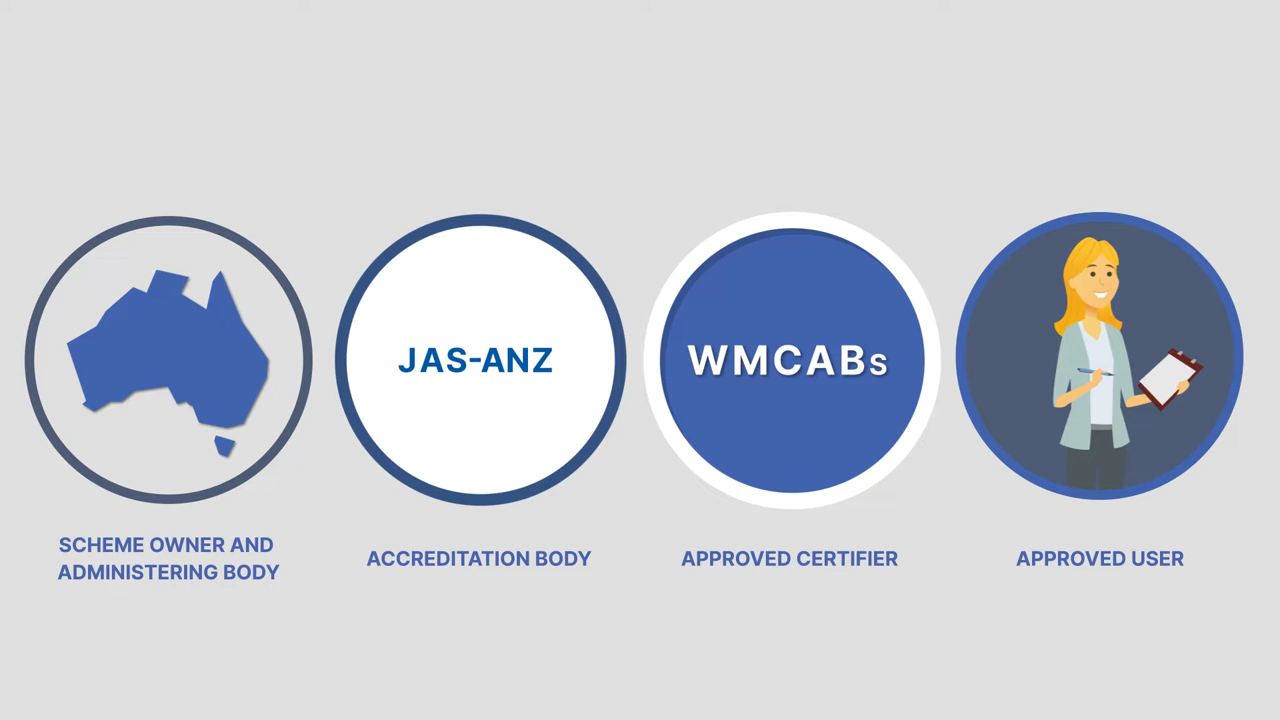 JAS-ANZ
WMCABs
SCHEME OWNER AND
ADMINISTERING BODY
ACCREDITATION BODY
APPROVED CERTIFIER
APPROVED USER